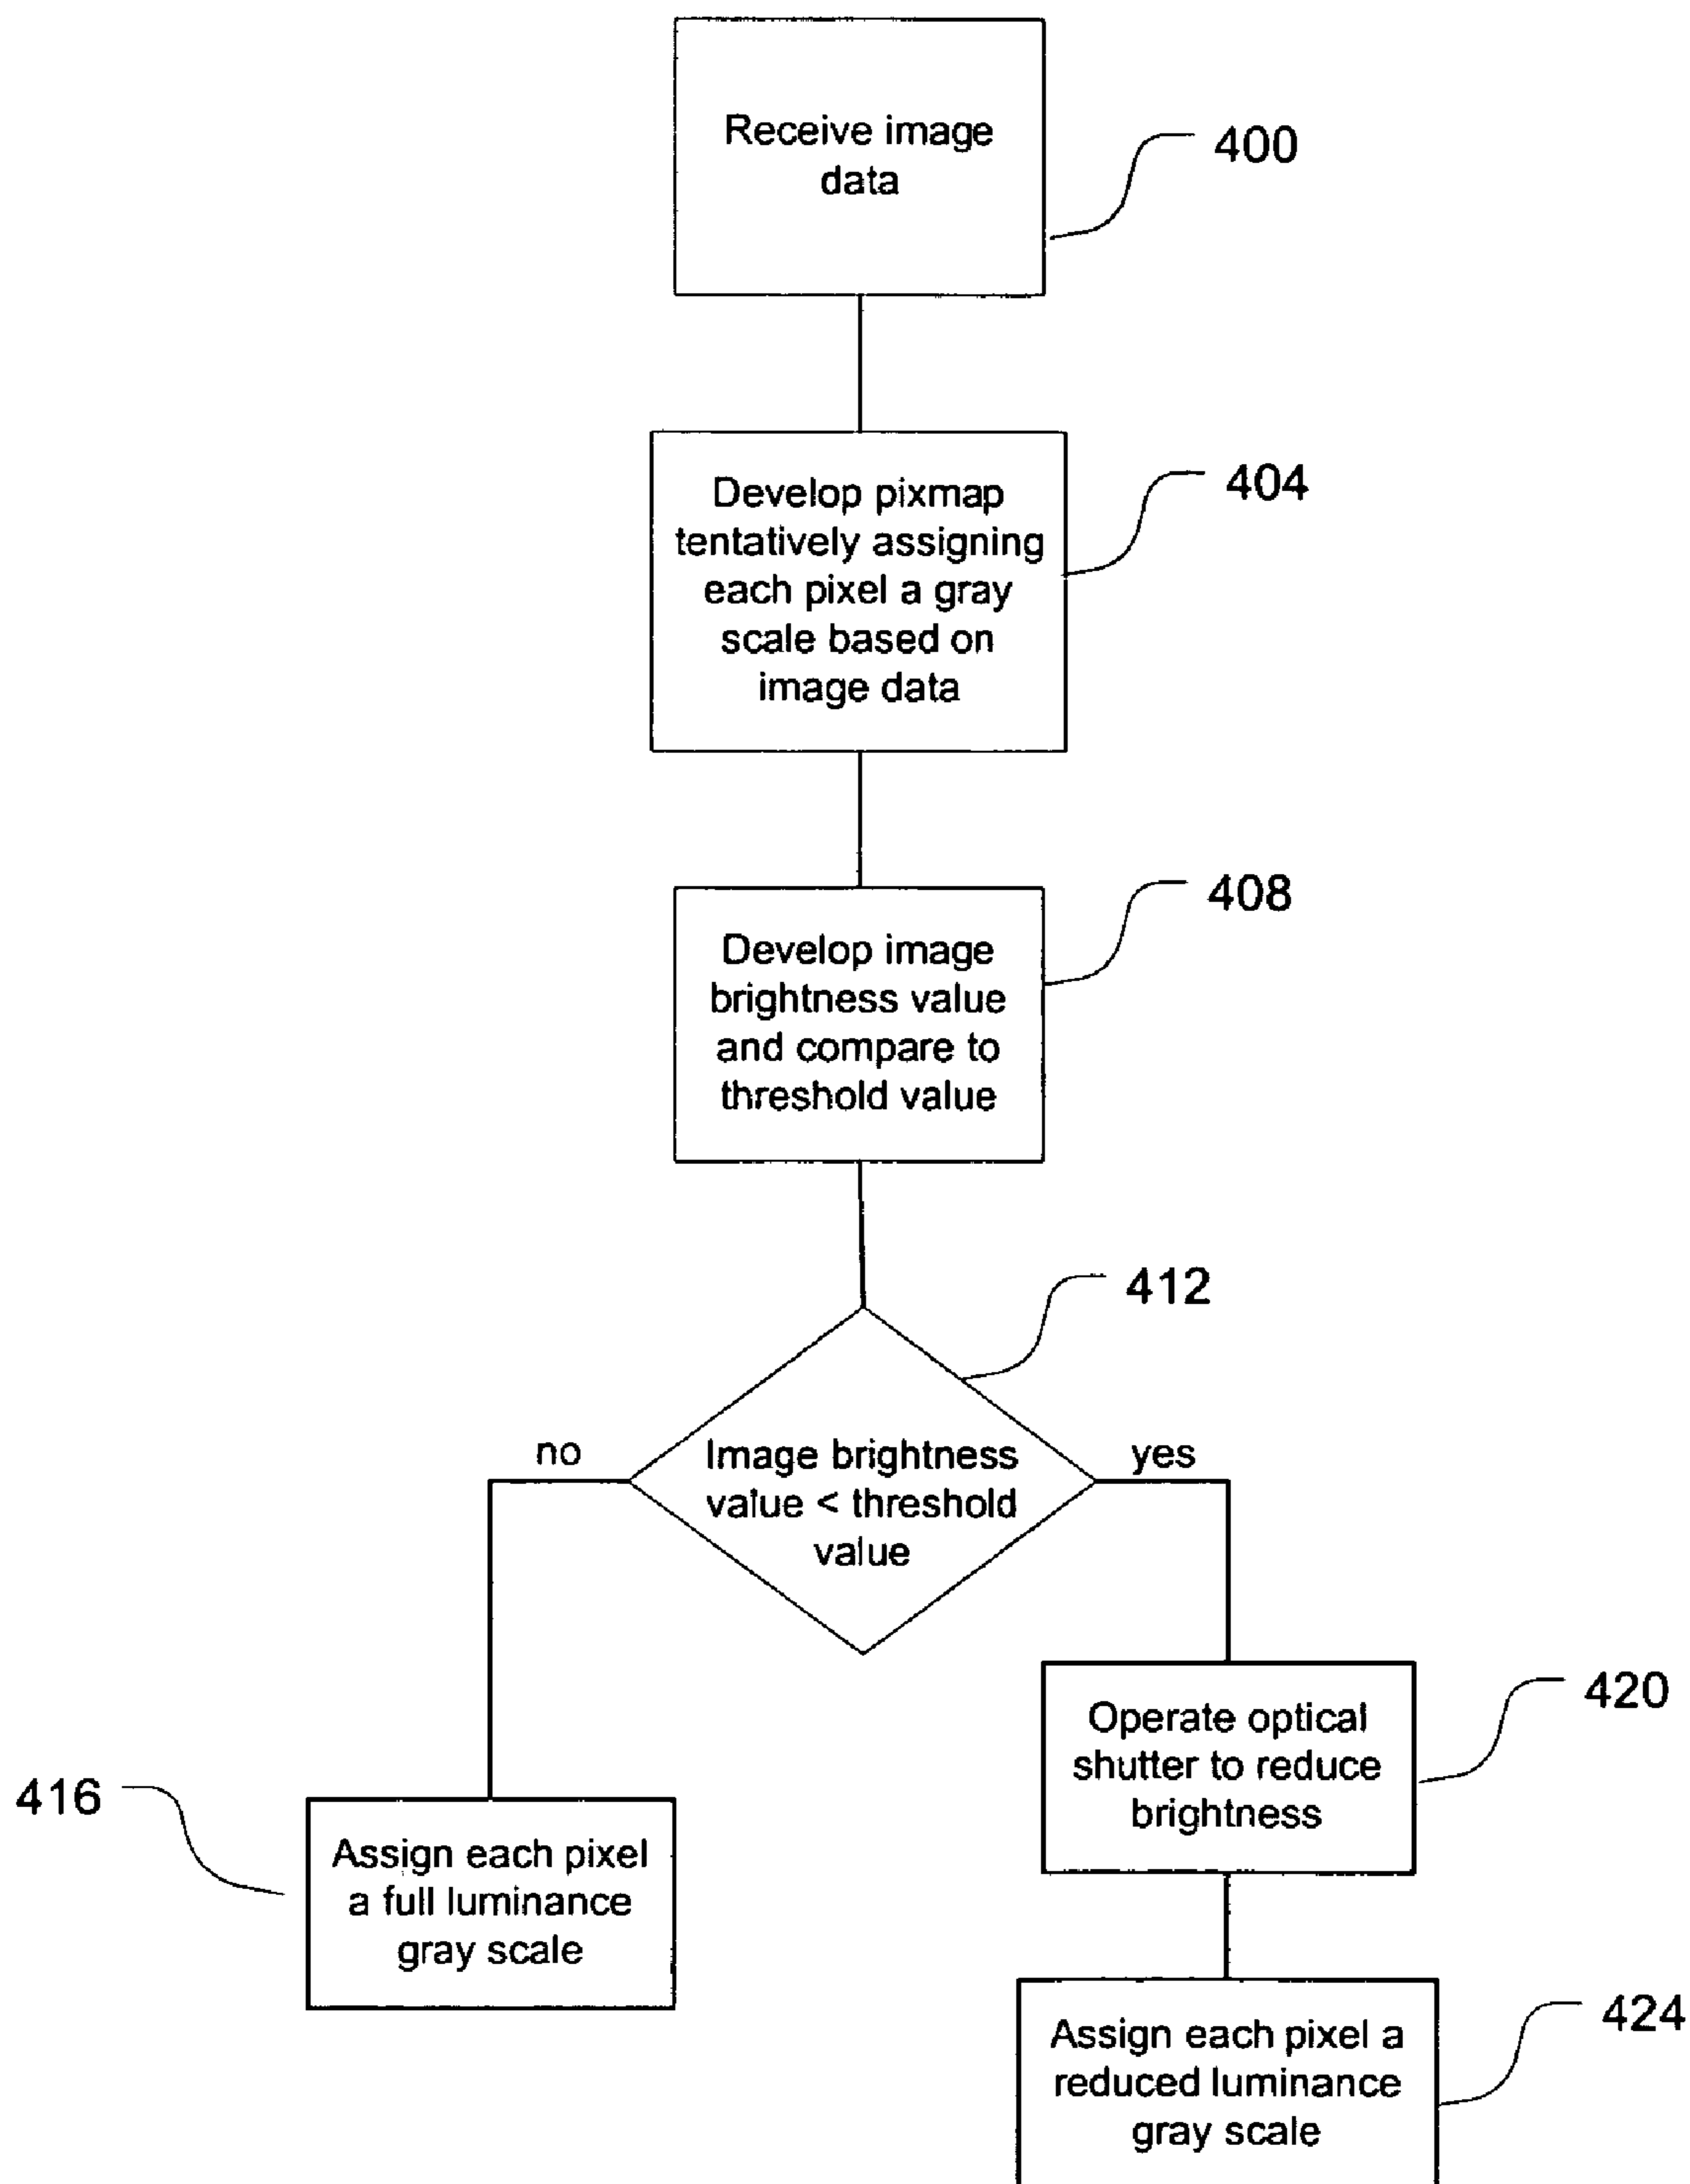 Receive image
data
400
Develop pixmap
tentatively assigning
each pixel a gray
scale based on
image data
404
Develop image
brightness value
and compare to
threshold value
408
412
Image brightness
value < threshold
value
no
yes
Operate optical
shutter to reduce
brightness
420
416
Assign each pixel
a full luminance
gray scale
Assign each pixel a
reduced luminance
gray scale
424